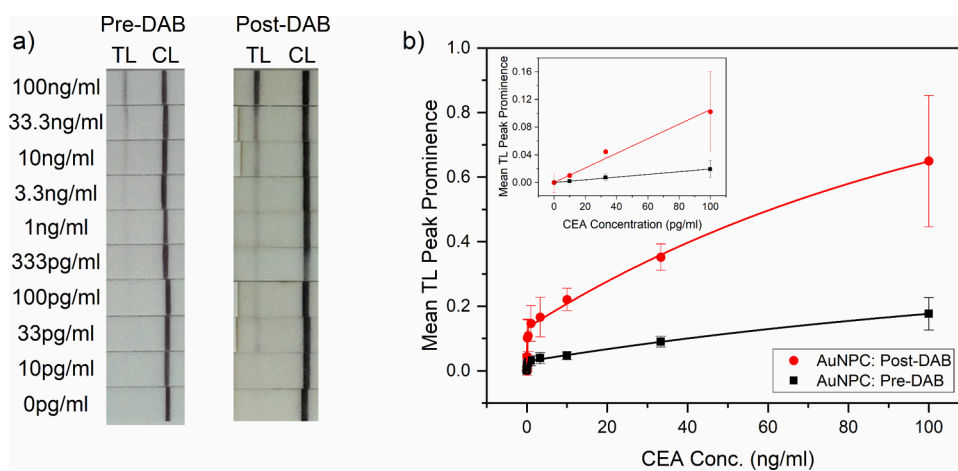 a)
Pre-DAB Post-DAB
TL CL TL CL
100ng/ml
33.3ng/ml
10ng/ml
3.3ng/ml
1ng/ml
333pg/ml
100pg/ml
33pg/ml
10pg/ml
0pg/ml
b)
Mean TL Peak Prominence
1.0
0.8
0.6
0.4
0.2
0.0
0 20 40 60 80 100
CEA Conc. (ng/ml)
Mean TL Peak Prominence
0.16
0.12
0.08
0.04
0.00
0 20 40 60 80 100
CEA Concentration (pg/ml)
AuNPC: Post-DAB
AuNPC: Pre-DAB